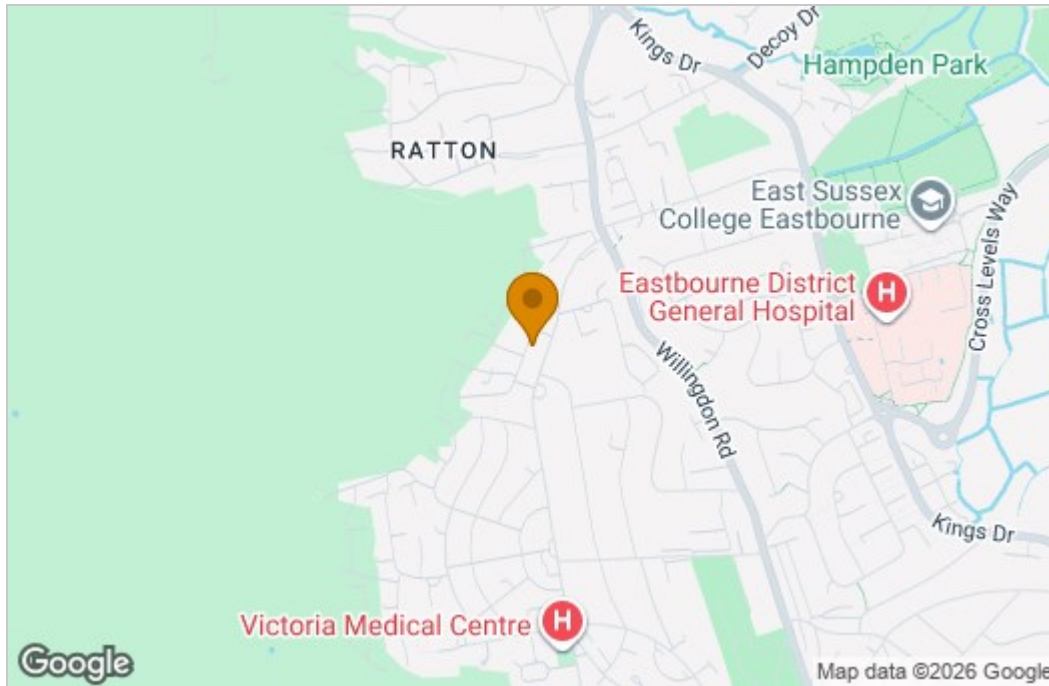 Kings Dr
Decoy Dr
Hampden Park
RATTON
East Sussex
College Eastbourne
Cross Levels Way
Eastbourne District
General Hospital
H
Willingdon Rd
Kings Dr
Victoria Medical Centre
H
Google
Map data ©2026 Google